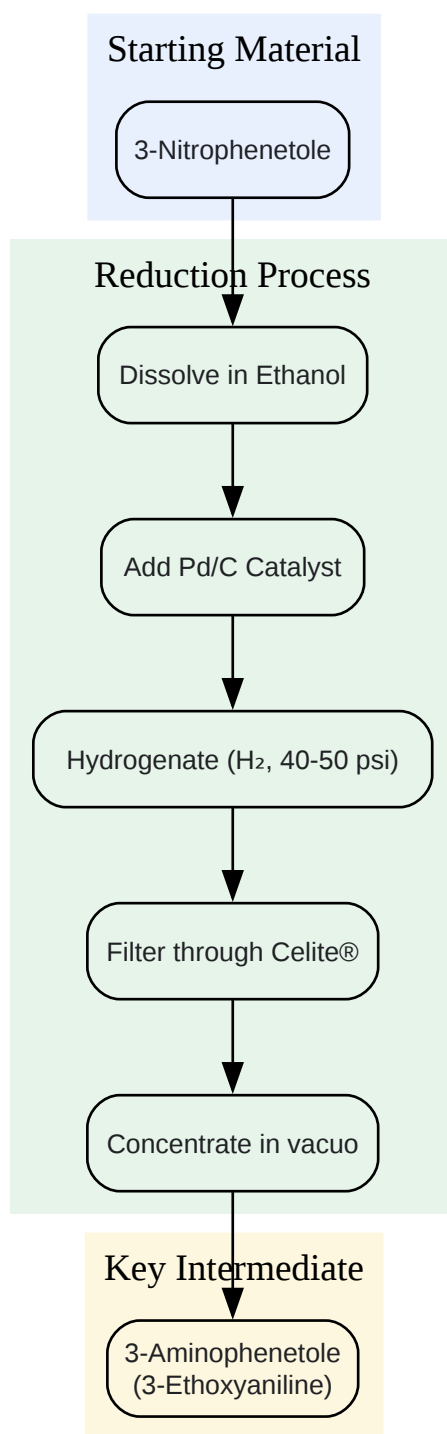 Starting Material
3-Nitrophenetole
Reduction Process
Dissolve in Ethanol
Add Pd/C Catalyst
Hydrogenate (H₂, 40-50 psi)
Filter through Celite®
Concentrate in vacuo
Key Intermediate
3-Aminophenetole
(3-Ethoxyaniline)